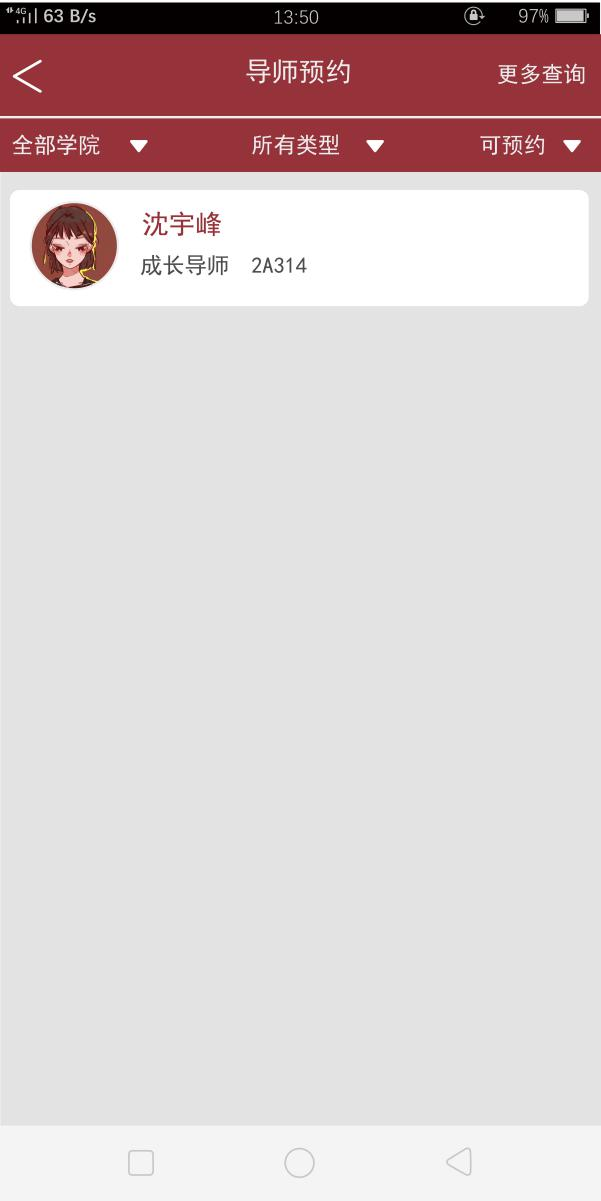 4G 63 B/s 13:50 97%
导师预约 更多查询
全部学院 所有类型 可预约
沈宇峰
成长导师 2A314